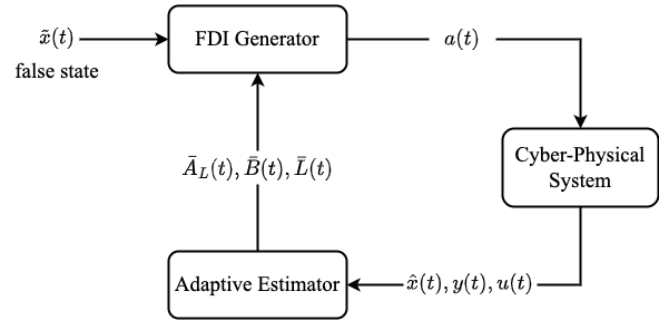 x̃(t)
false state
FDI Generator
a(t)
Cyber-Physical
System
Ā_L(t), B̄(t), L̄(t)
Adaptive Estimator
x̂(t), y(t), u(t)